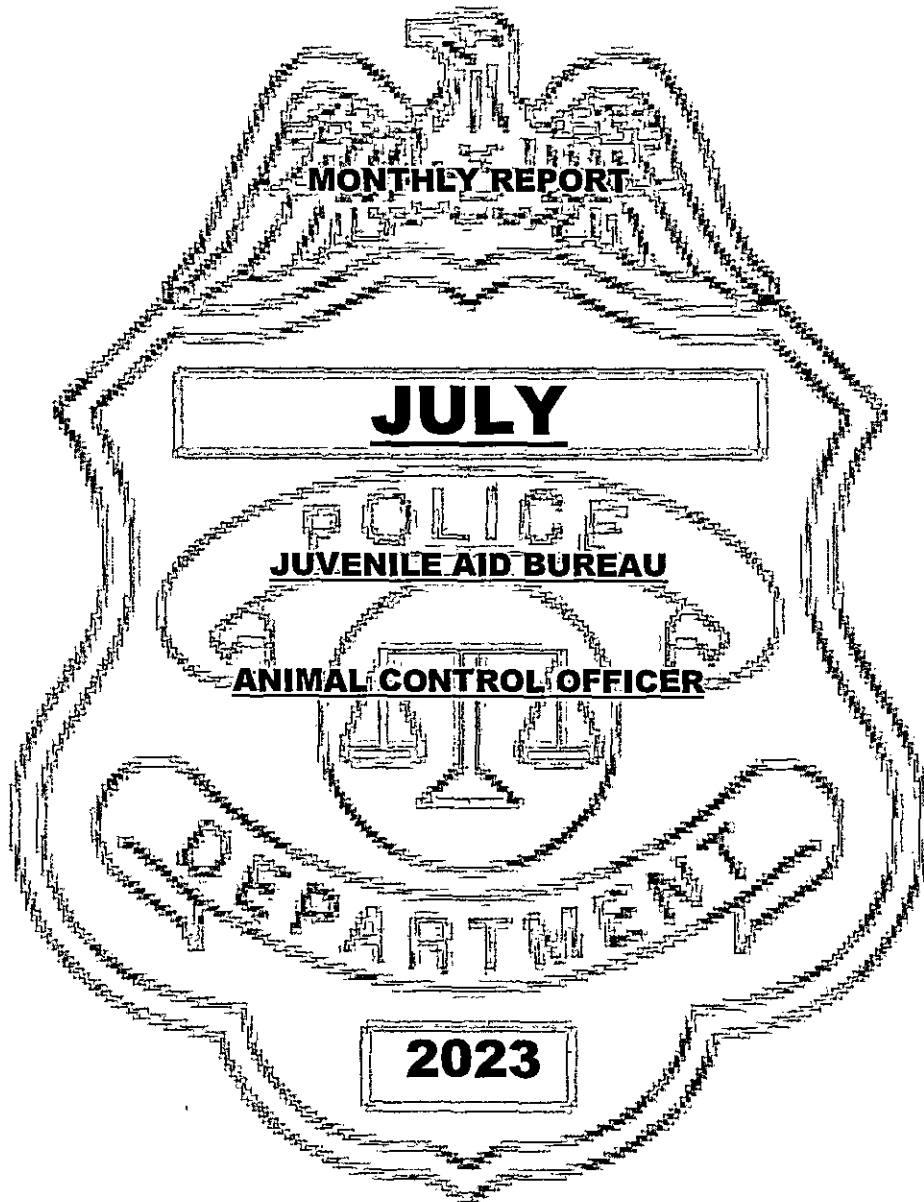 MONTHLY REPORT
JULY
POLICE
JUVENILE AID BUREAU
ANIMAL CONTROL OFFICER
DEPARTMENT
2023